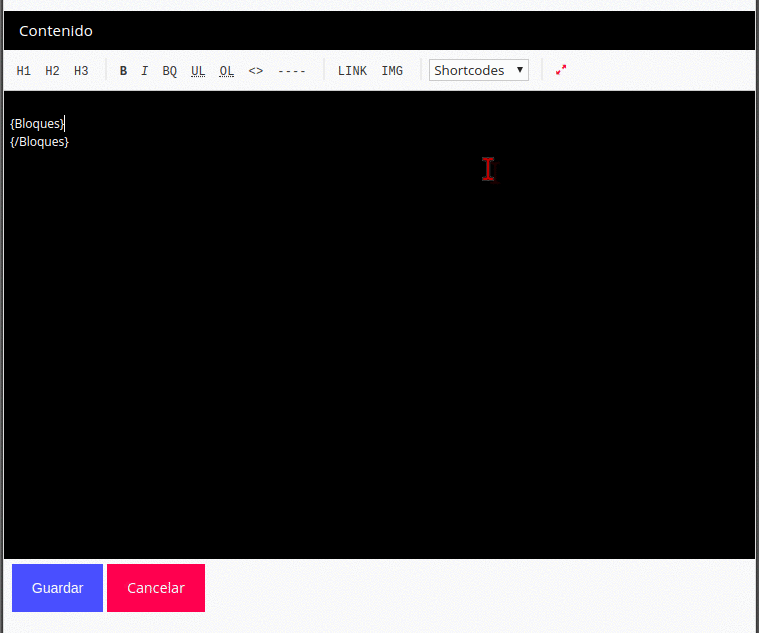 Contenido
H1 H2 H3 B I BQ UL OL <> ---- LINK IMG Shortcodes
{Bloques}
{/Bloques}
Guardar Cancelar